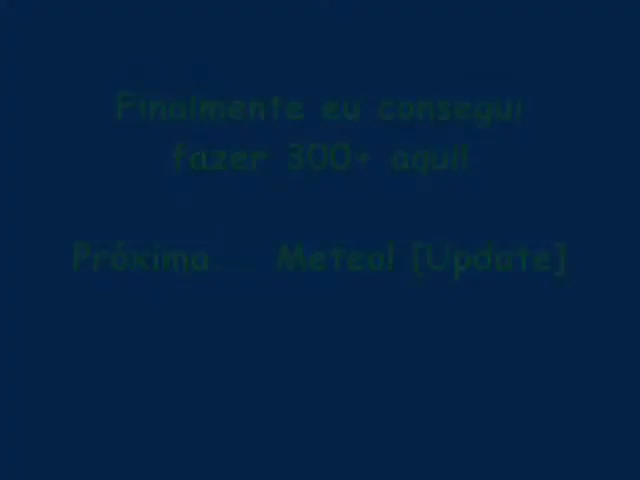 Finalmente eu consegui
fazer 300+ aqui!
Próxima... Meteo! [Update]